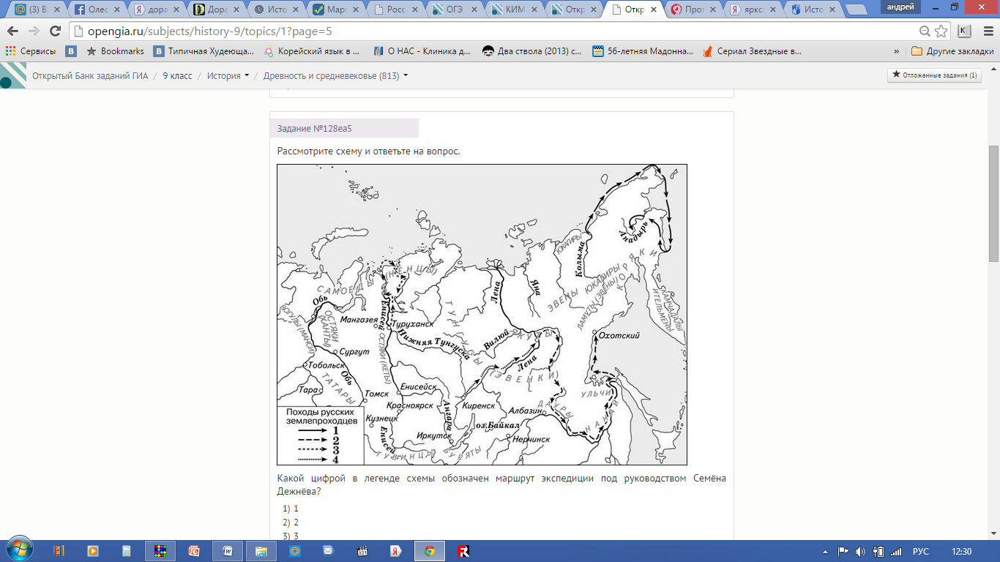 (3) В
Олес
дора
Дора
Исто
Марс
Росс
ОГЭ
КИМ
Откр
Откр
Прог
яркс
Исто
андрей
opengia.ru/subjects/history-9/topics/1?page=5
Сервисы
Bookmarks
Типичная Худеюща...
Корейский язык в ...
О НАС - Клиника д...
Два ствола (2013) с...
56-летняя Мадонна...
Сериал Звездные в...
»
Другие закладки
Открытый Банк заданий ГИА / 9 класс / История / Древность и средневековье (813)
Отложенные задания (1)
Задание №128ea5
Рассмотрите схему и ответьте на вопрос.
ЮКАГИРЫ
Колыма
Анадырь
КОРЯКИ
(НЕНЦЫ)
САМОЕДЫ
Обь
Енисей
Лена
Яна
ЭВЕНЫ
ЮКАГИРЫ
ЛАМУТЫ (ЭВЕНЫ)
КАМЧАДАЛЫ
ИТЕЛЬМЕНЫ
ВОГУЛЫ (МАНСИ)
ОСТЯКИ
(ХАНТЫ)
Мангазея
Туруханск
ТУНГУСЫ
Нижняя Тунгуска
Вилюй
ЯКУТЫ
Охотский
ОСТЯКИ (КЕТЫ)
Сургут
Лена
(ЭВЕНКИ)
Тобольск
Обь
ТАТАРЫ
Тара
Томск
Енисейск
Красноярск
Ангара
Киренск
Албазин
ДАУРЫ
УЛЬЧИ
НАНАЙ
Кузнецк
Енисей
Иркутск
оз.Байкал
Нерчинск
ТУВИНЦЫ
БУРЯТЫ
Походы русских
землепроходцев
1
2
3
4
Какой цифрой в легенде схемы обозначен маршрут экспедиции под руководством Семёна
Дежнёва?
1) 1
2) 2
3) 3
РУС
12:30